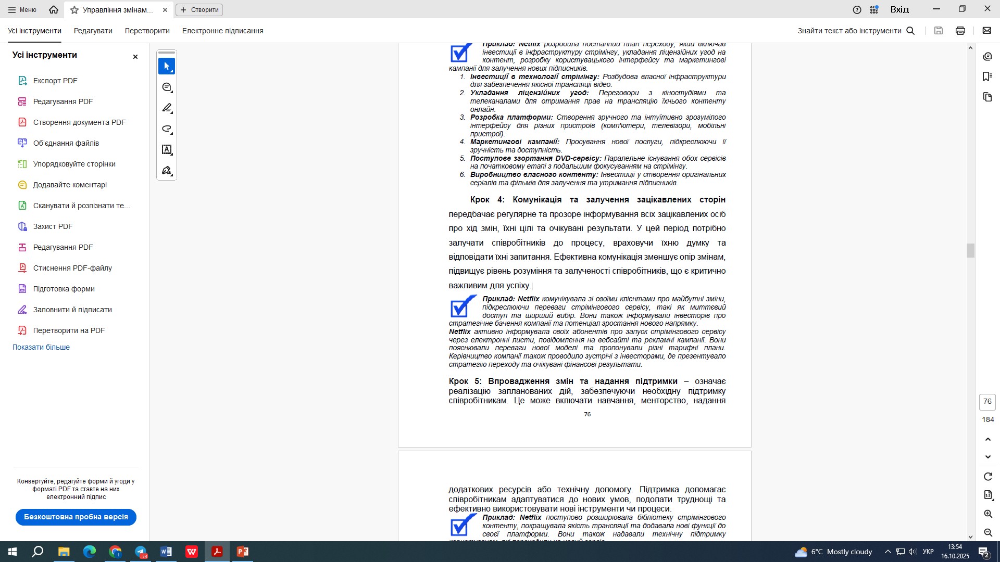 Меню
Управління змінам...
Створити
Вхід
Усі інструменти
Редагувати
Перетворити
Електронне підписання
Знайти текст або інструменти
Усі інструменти
Експорт PDF
Редагування PDF
Створення документа PDF
Об'єднання файлів
Упорядковуйте сторінки
Додавайте коментарі
Сканувати й розпізнати те...
Захист PDF
Редагування PDF
Стиснення PDF-файлу
Підготовка форми
Заповнити й підписати
Перетворити на PDF
Показати більше
Конвертуйте, редагуйте форми й угоди у
форматі PDF та ставте на них
електронний підпис
Безкоштовна пробна версія
Приклад: Netflix розробила поетапний план переходу, який включав
інвестиції в інфраструктуру стрімінгу, укладання ліцензійних угод на
контент, розробку користувацького інтерфейсу та маркетингові
кампанії для залучення нових підписників.
1. Інвестиції в технології стрімінгу: Розбудова власної інфраструктури
для забезпечення якісної трансляції відео.
2. Укладання ліцензійних угод: Переговори з кіностудіями та
телеканалами для отримання прав на трансляцію їхнього контенту
онлайн.
3. Розробка платформи: Створення зручного та інтуїтивно зрозумілого
інтерфейсу для різних пристроїв (комп'ютери, телевізори, мобільні
пристрої).
4. Маркетингові кампанії: Просування нової послуги, підкреслюючи її
зручність та доступність.
5. Поступове згортання DVD-сервісу: Паралельне існування обох сервісів
на початковому етапі з подальшим фокусуванням на стрімінгу.
6. Виробництво власного контенту: Інвестиції у створення оригінальних
серіалів та фільмів для залучення та утримання підписників.
Крок 4: Комунікація та залучення зацікавлених сторін
передбачає регулярне та прозоре інформування всіх зацікавлених осіб
про хід змін, їхні цілі та очікувані результати. У цей період потрібно
залучати співробітників до процесу, враховучи їхню думку та
відповідати їхні запитання. Ефективна комунікація зменшує опір змінам,
підвищує рівень розуміння та залученості співробітників, що є критично
важливим для успіху.
Приклад: Netflix комунікувала зі своїми клієнтами про майбутні зміни,
підкреслюючи переваги стрімінгового сервісу, такі як миттєвий
доступ та ширший вибір. Вони також інформували інвесторів про
стратегічне бачення компанії та потенціал зростання нового напрямку.
Netflix активно інформувала своїх абонентів про запуск стрімінгового сервісу
через електронні листи, повідомлення на вебсайті та рекламні кампанії. Вони
пояснювали переваги нової моделі та пропонували різні тарифні плани.
Керівництво компанії також проводило зустрічі з інвесторами, де презентувало
стратегію переходу та очікувані фінансові результати.
Крок 5: Впровадження змін та надання підтримки – означає
реалізацію запланованих дій, забезпечуючи необхідну підтримку
співробітникам. Це може включати навчання, менторство, надання
76
додаткових ресурсів або технічну допомогу. Підтримка допомагає
співробітникам адаптуватися до нових умов, подолати труднощі та
ефективно використовувати нові інструменти чи процеси.
Приклад: Netflix поступово розширювала бібліотеку стрімінгового
контенту, покращувала якість трансляції та додавала нові функції до
своєї платформи. Вони також надавали технічну підтримку
користувачам, які переходили на новий сервіс.
76
184
1:1
..54
6°C Mostly cloudy
УКР
13:54
16.10.2025
2